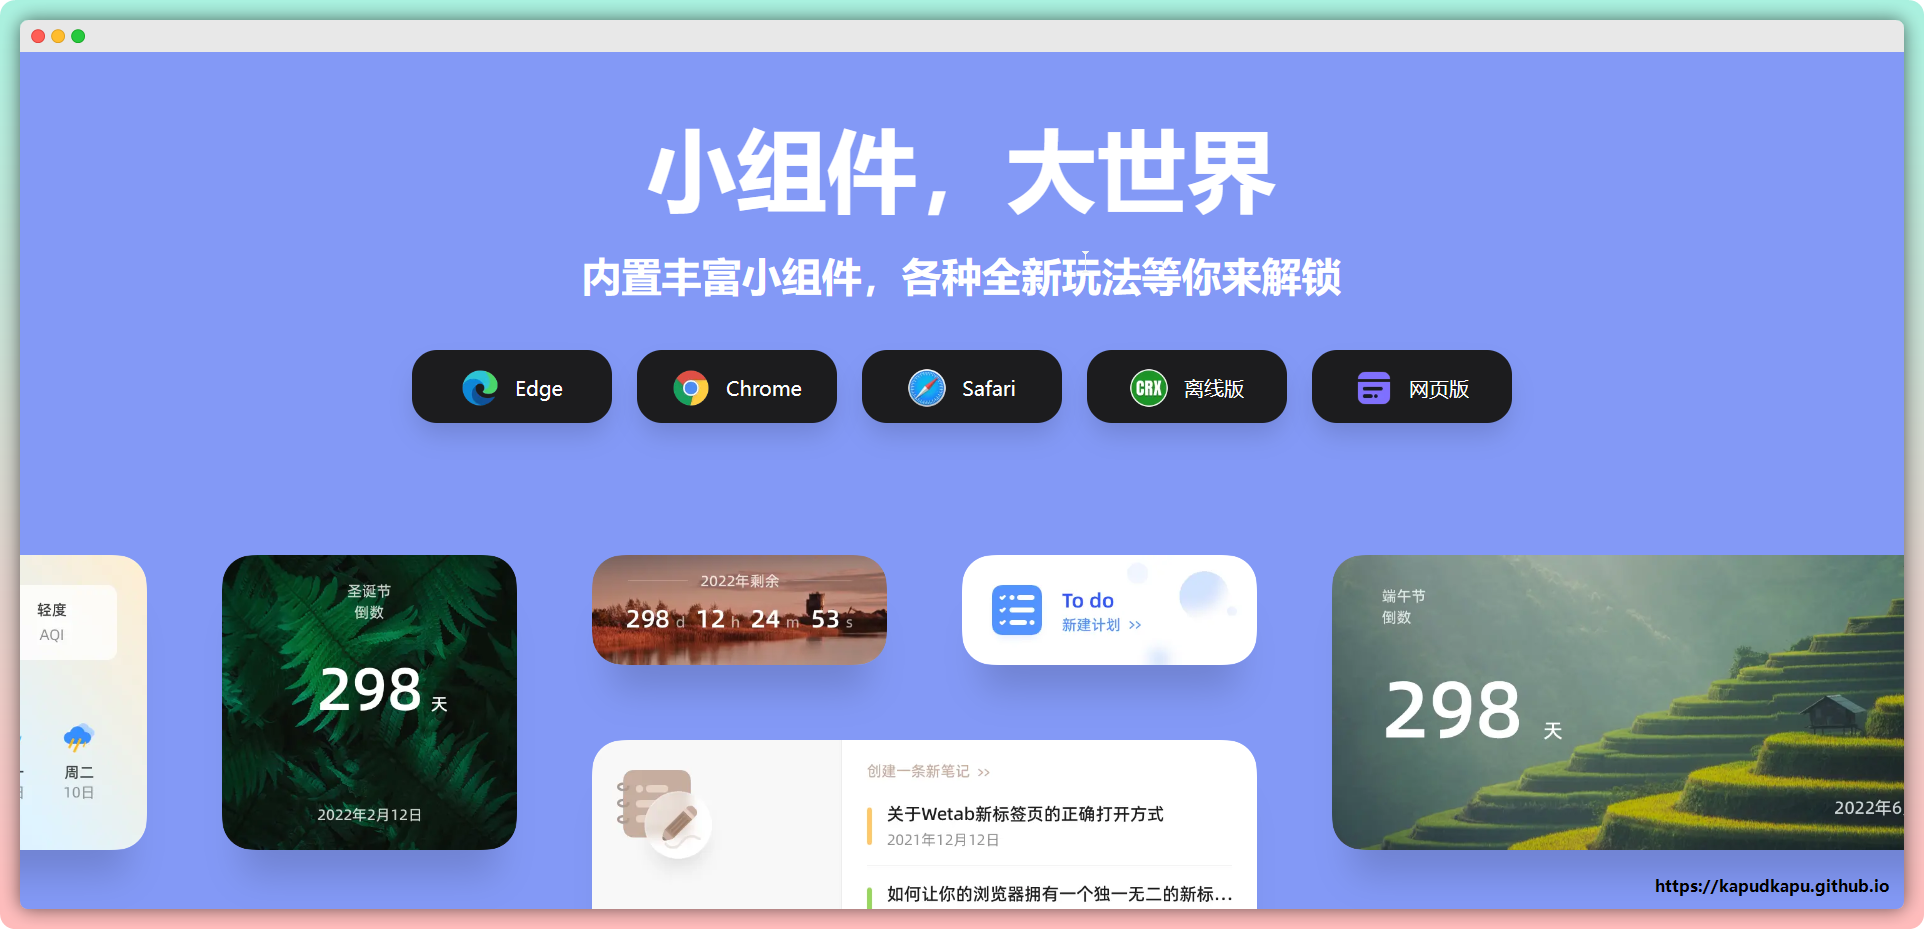 小组件，大世界
内置丰富小组件，各种全新玩法等你来解锁
Edge
Chrome
Safari
CRX
离线版
网页版
轻度
AQI
周二
10日
圣诞节
倒数
298 天
2022年2月12日
2022年剩余
298 d 12 h 24 m 53 s
To do
新建计划 >>
创建一条新笔记 >>
关于Wetab新标签页的正确打开方式
2021年12月12日
如何让你的浏览器拥有一个独一无二的新标...
端午节
倒数
298 天
2022年6
https://kapudkapu.github.io